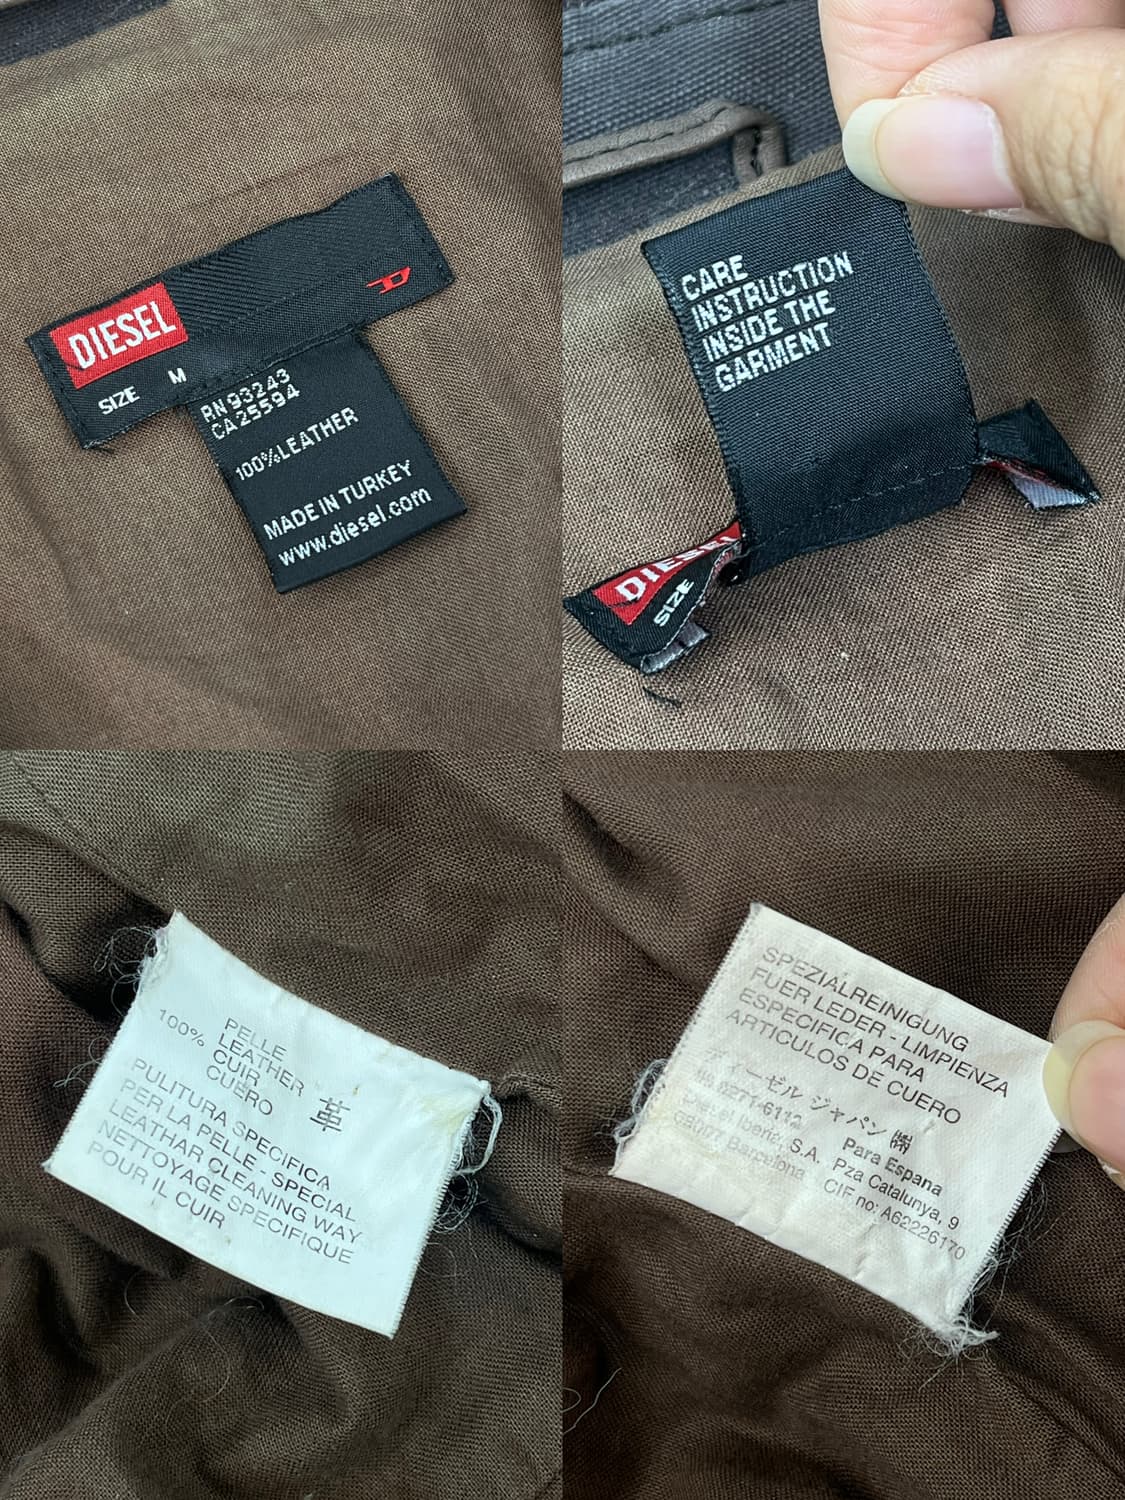 DIESEL
SIZE M
RN93243
CA25594
100%LEATHER
MADE IN TURKEY
www.diesel.com
CARE
INSTRUCTION
INSIDE THE
GARMENT
DIESEL
SIZE
PELLE
100% LEATHER
CUIR
CUERO 革
PULITURA SPECIFICA
PER LA PELLE - SPECIAL
LEATHAR CLEANING WAY
NETTOYAGE SPECIFIQUE
POUR IL CUIR
SPEZIALREINIGUNG
FUER LEDER - LIMPIENZA
ESPECIFICA PARA
ARTICULOS DE CUERO
ディーゼル ジャパン ㈱
6112 Para Espana
Diesel Iberia, S.A. Pza Catalunya, 9
Barcelona CIF no: A62226170